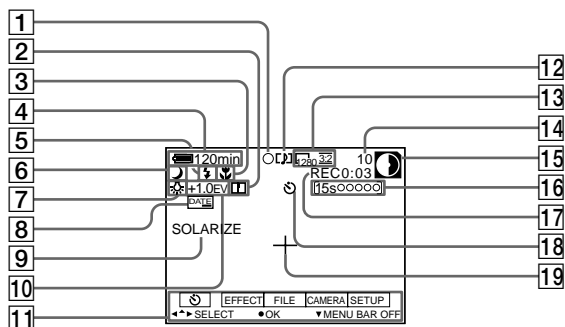 1
2
3
4
5
6
7
8
9
10
11
12
13
14
15
16
17
18
19
120min
1280 3:2
10
REC0:03
+1.0EV
15s
DATE
SOLARIZE
EFFECT FILE CAMERA SETUP
SELECT OK MENU BAR OFF